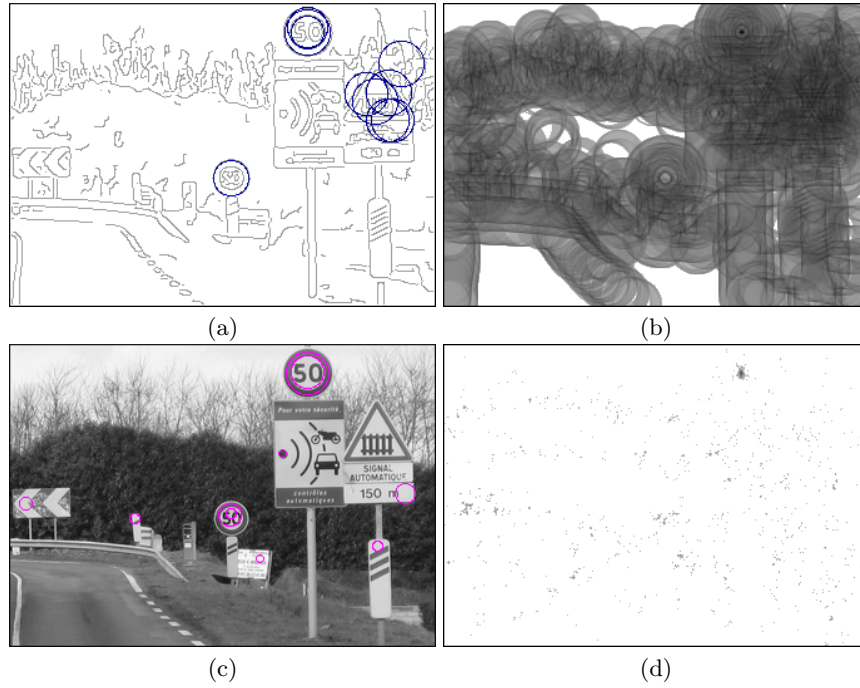 50
(a)
(b)
50
Pour votre sécurité
contrôles
automatiques
SIGNAL
AUTOMATIQUE
150 m
50
(c)
(d)